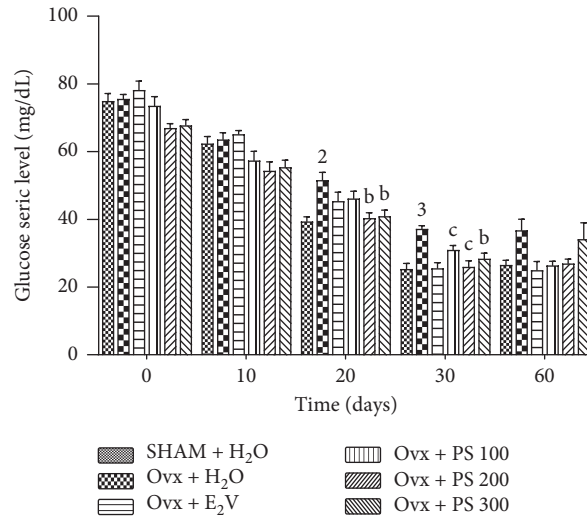 100
80
60
40
20
0
Glucose seric level (mg/dL)
2
b b
3
c
c
b
0 10 20 30 60
Time (days)
SHAM + H₂O
Ovx + H₂O
Ovx + E₂V
Ovx + PS 100
Ovx + PS 200
Ovx + PS 300